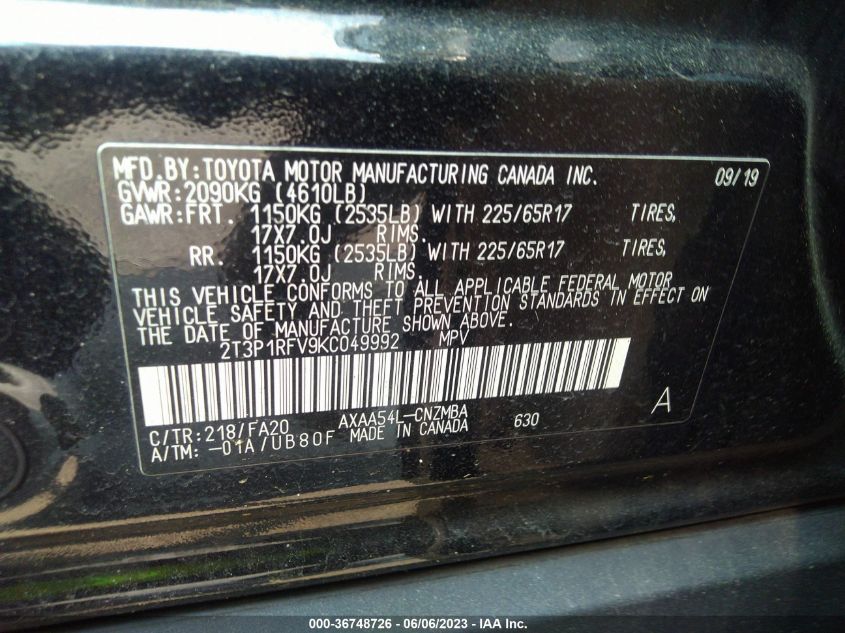 MFD.BY:TOYOTA MOTOR MANUFACTURING CANADA INC. 09/19
GVWR:2090KG (4610LB)
GAWR:FRT. 1150KG (2535LB) WITH 225/65R17 TIRES,
17X7.0J RIMS.
RR. 1150KG (2535LB) WITH 225/65R17 TIRES,
17X7.0J RIMS.
THIS VEHICLE CONFORMS TO ALL APPLICABLE FEDERAL MOTOR
VEHICLE SAFETY AND THEFT PREVENTION STANDARDS IN EFFECT ON
THE DATE OF MANUFACTURE SHOWN ABOVE.
2T3P1RFV9KC049992 MPV
C/TR:218/FA20 AXAA54L-CNZMBA 630 A
A/TM: -01A/UB80F MADE IN CANADA
000-36748726 - 06/06/2023 - IAA Inc.